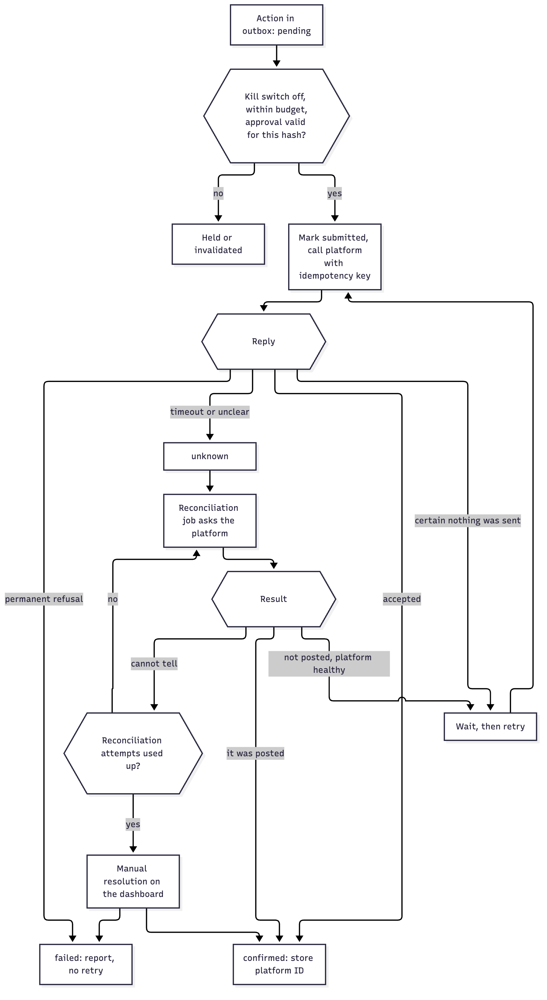 Action in
outbox: pending
Kill switch off,
within budget,
approval valid
for this hash?
no
yes
Held or
invalidated
Mark submitted,
call platform
with
idempotency key
Reply
timeout or unclear
unknown
Reconciliation
job asks the
platform
certain nothing was sent
permanent refusal
no
Result
accepted
cannot tell
not posted, platform
healthy
Wait, then retry
Reconciliation
attempts used
up?
it was posted
yes
Manual
resolution on
the dashboard
failed: report,
no retry
confirmed: store
platform ID